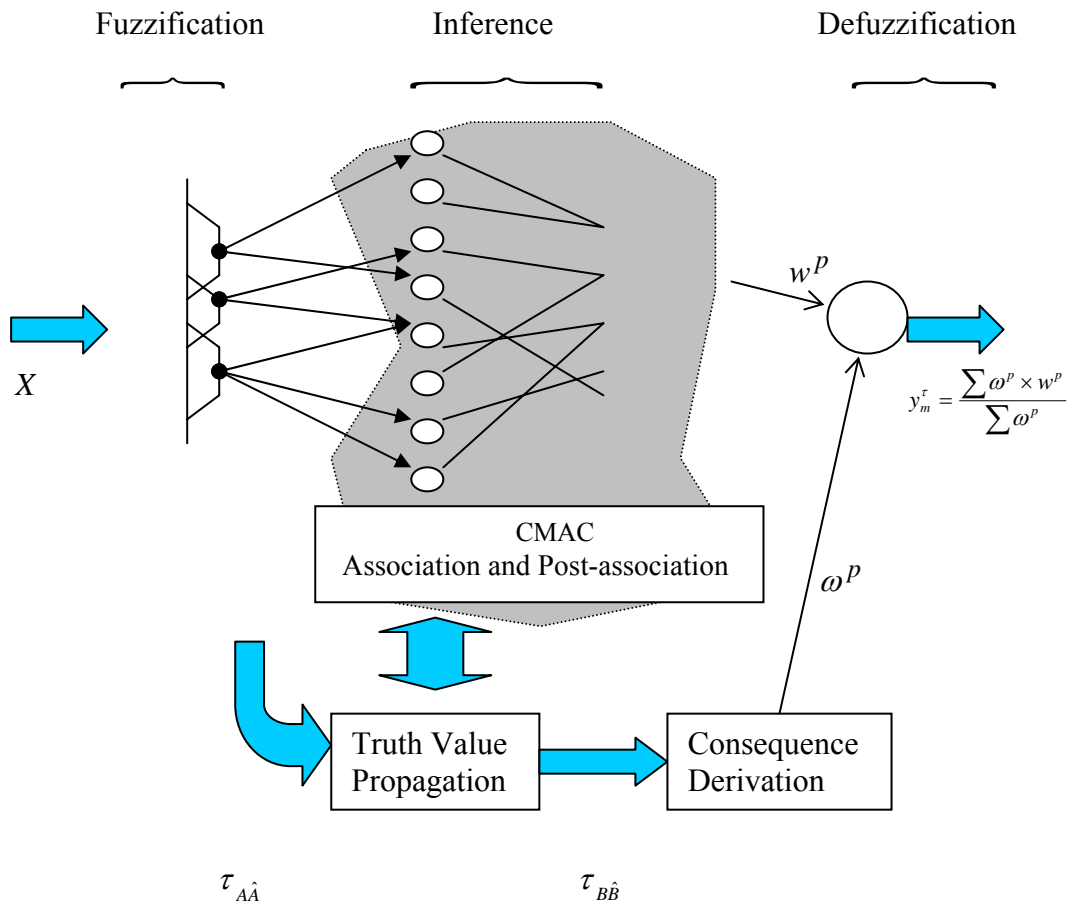 Fuzzification Inference Defuzzification
X
w^p
y_m^τ = ∑ ω^p × w^p / ∑ ω^p
CMAC
Association and Post-association
ω^p
Truth Value
Propagation
Consequence
Derivation
τ_{AÂ} τ_{BB̂}